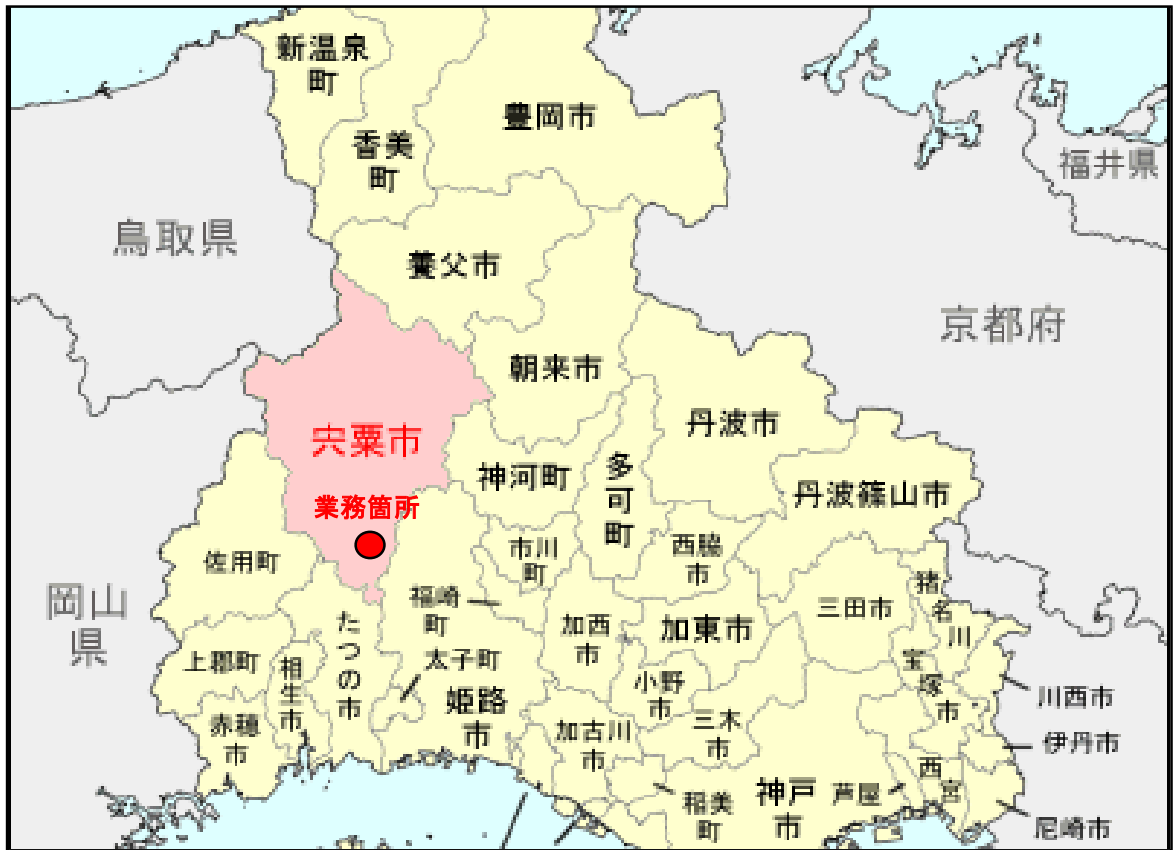 新温泉
町
豊岡市
香美
町
福井県
鳥取県
養父市
京都府
朝来市
丹波市
宍粟市
神河町
多
可
町
丹波篠山市
業務箇所
市川
町
西脇
市
佐用町
猪
名
川
岡山
県
福崎
町
たつの市
加西
市
加東市
三田市
上郡町
相生市
太子町
小野
市
宝
塚
市
川西市
赤穂
市
姫路
市
加古川
市
三木
市
伊丹市
西
宮
稲美
町
神戸
市
芦屋
尼崎市